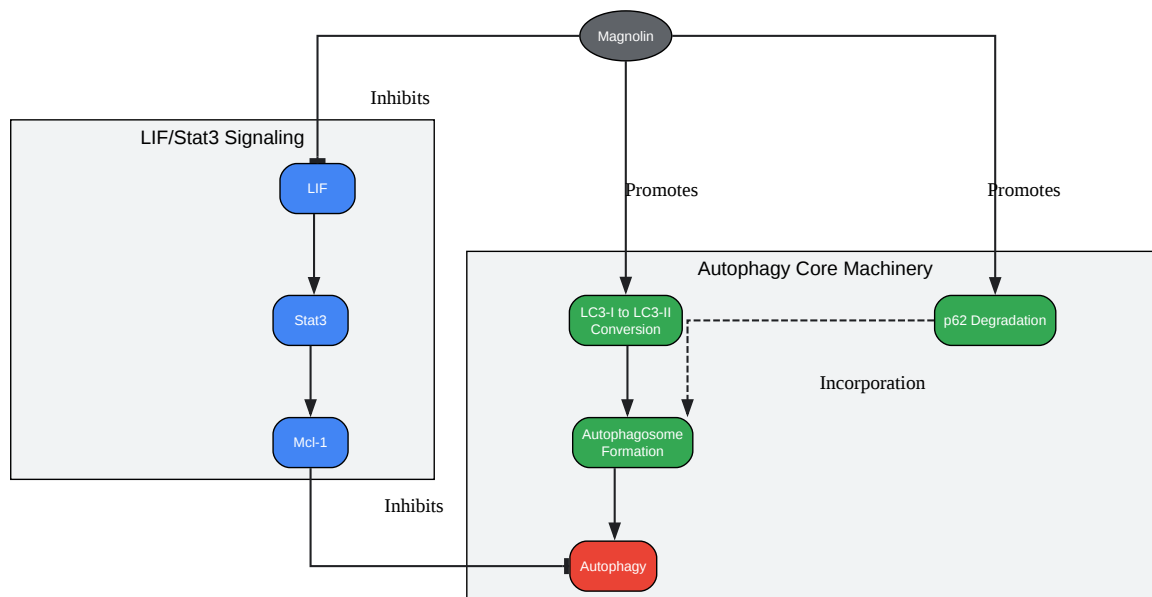 Magnolin
Inhibits
LIF/Stat3 Signaling
LIF
Promotes
Promotes
Autophagy Core Machinery
Stat3
LC3-I to LC3-II
Conversion
p62 Degradation
Incorporation
Mcl-1
Autophagosome
Formation
Inhibits
Autophagy